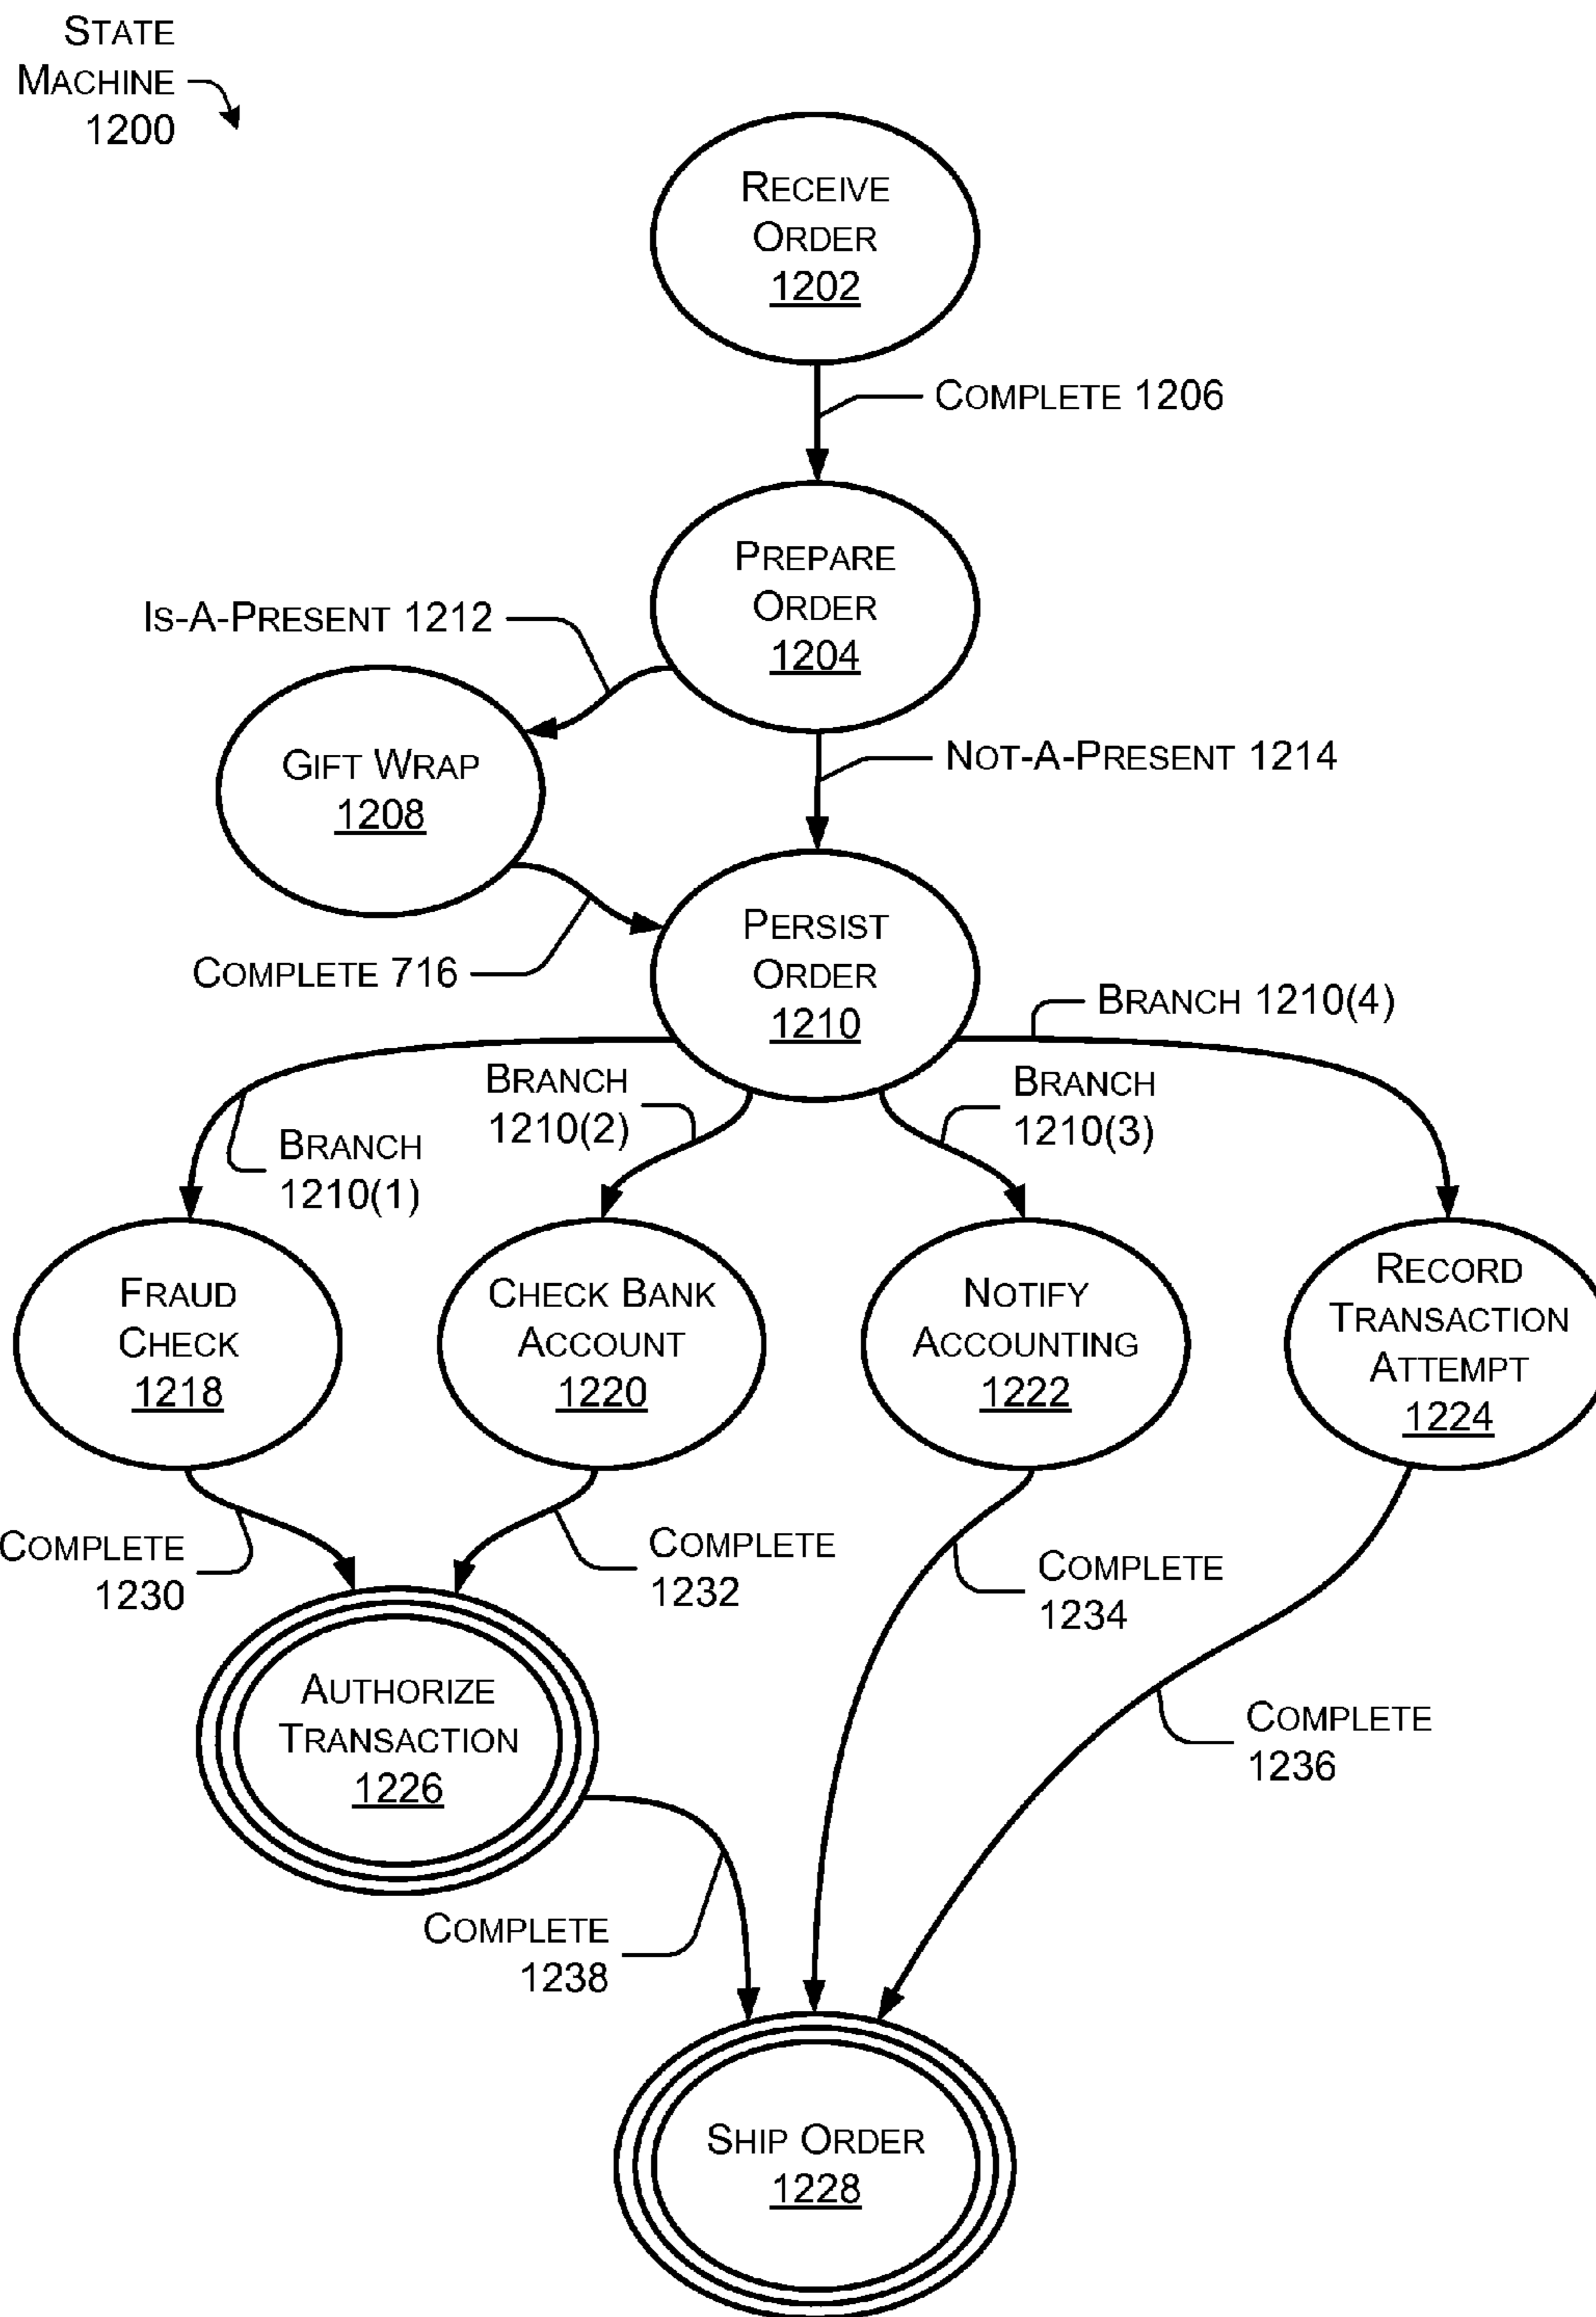 STATE
MACHINE
1200
RECEIVE
ORDER
1202
COMPLETE 1206
PREPARE
ORDER
1204
IS-A-PRESENT 1212
GIFT WRAP
1208
NOT-A-PRESENT 1214
PERSIST
ORDER
1210
COMPLETE 716
BRANCH 1210(4)
BRANCH
1210(2)
BRANCH
1210(3)
BRANCH
1210(1)
FRAUD
CHECK
1218
CHECK BANK
ACCOUNT
1220
NOTIFY
ACCOUNTING
1222
RECORD
TRANSACTION
ATTEMPT
1224
COMPLETE
1230
COMPLETE
1232
COMPLETE
1234
AUTHORIZE
TRANSACTION
1226
COMPLETE
1236
COMPLETE
1238
SHIP ORDER
1228